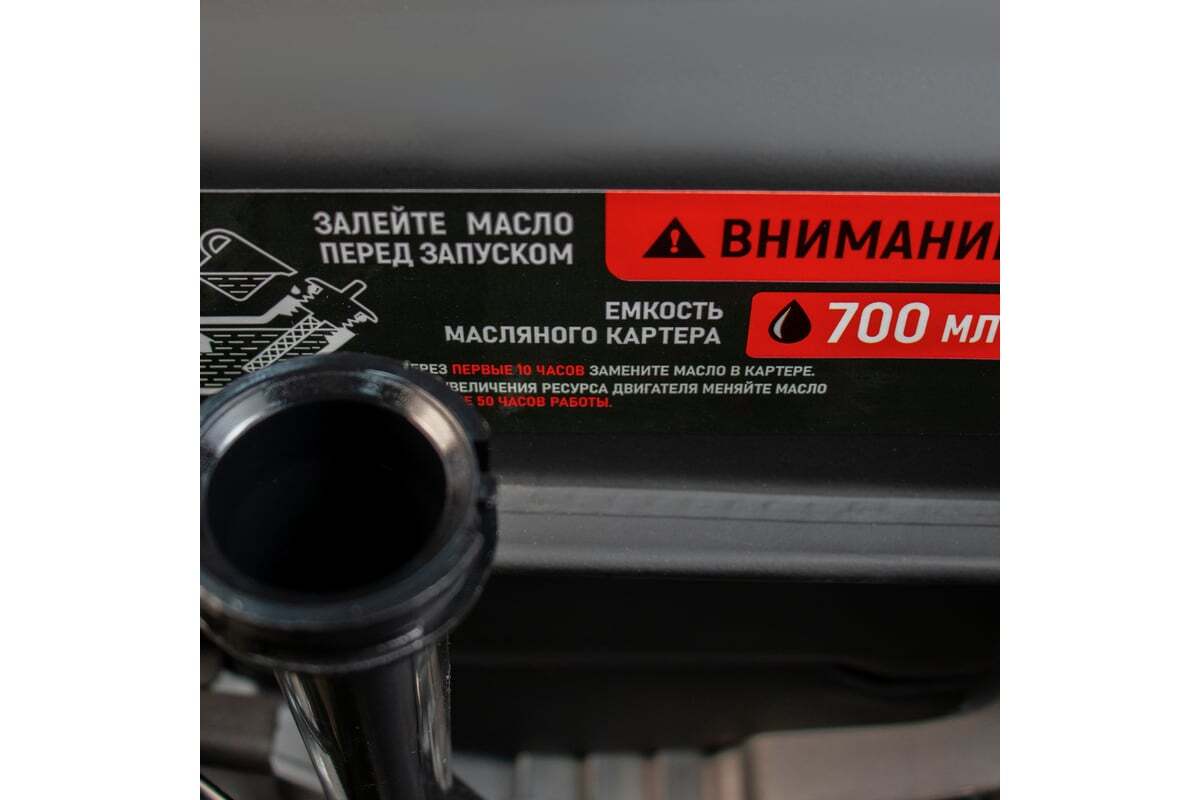 ЗАЛЕЙТЕ МАСЛО
ПЕРЕД ЗАПУСКОМ
ВНИМАНИ
ЕМКОСТЬ
МАСЛЯНОГО КАРТЕРА
700 МЛ
ПЕРВЫЕ 10 ЧАСОВ ЗАМЕНИТЕ МАСЛО В КАРТЕРЕ.
УВЕЛИЧЕНИЯ РЕСУРСА ДВИГАТЕЛЯ МЕНЯЙТЕ МАСЛО
50 ЧАСОВ РАБОТЫ.